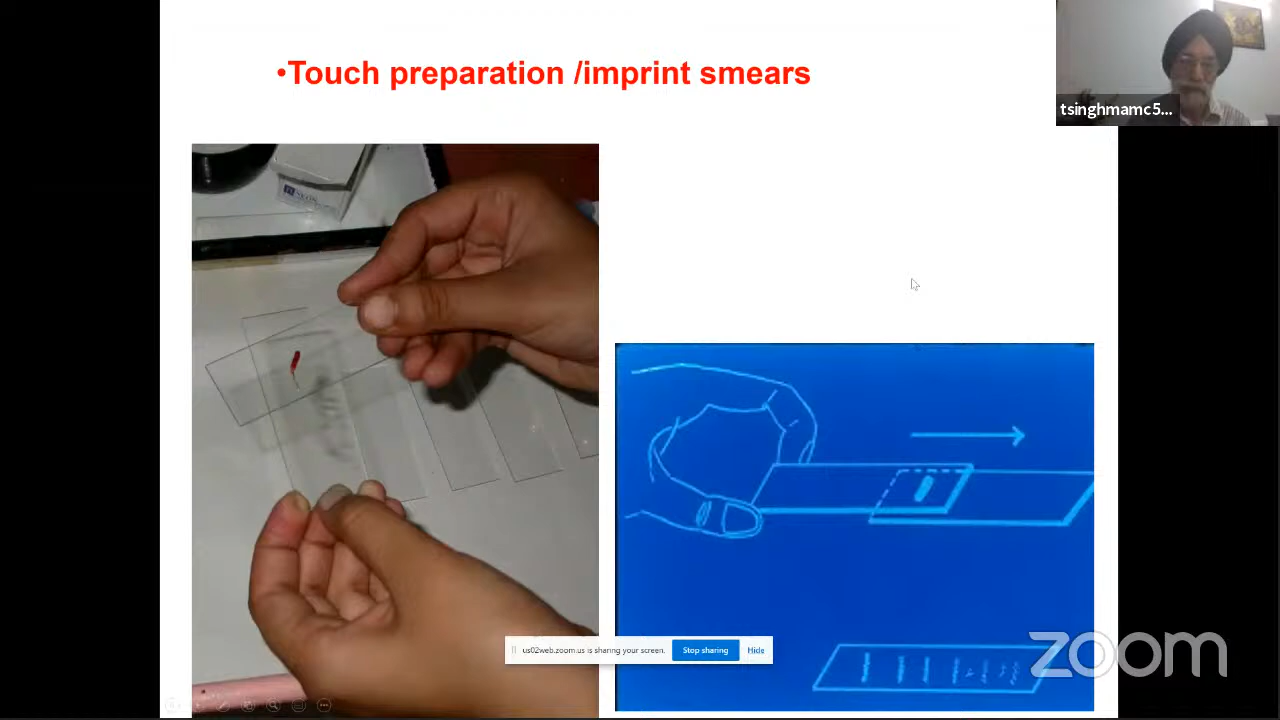 •Touch preparation /imprint smears
tsinghmamc5...
us02web.zoom.us is sharing your screen.
Stop sharing
Hide
zoom